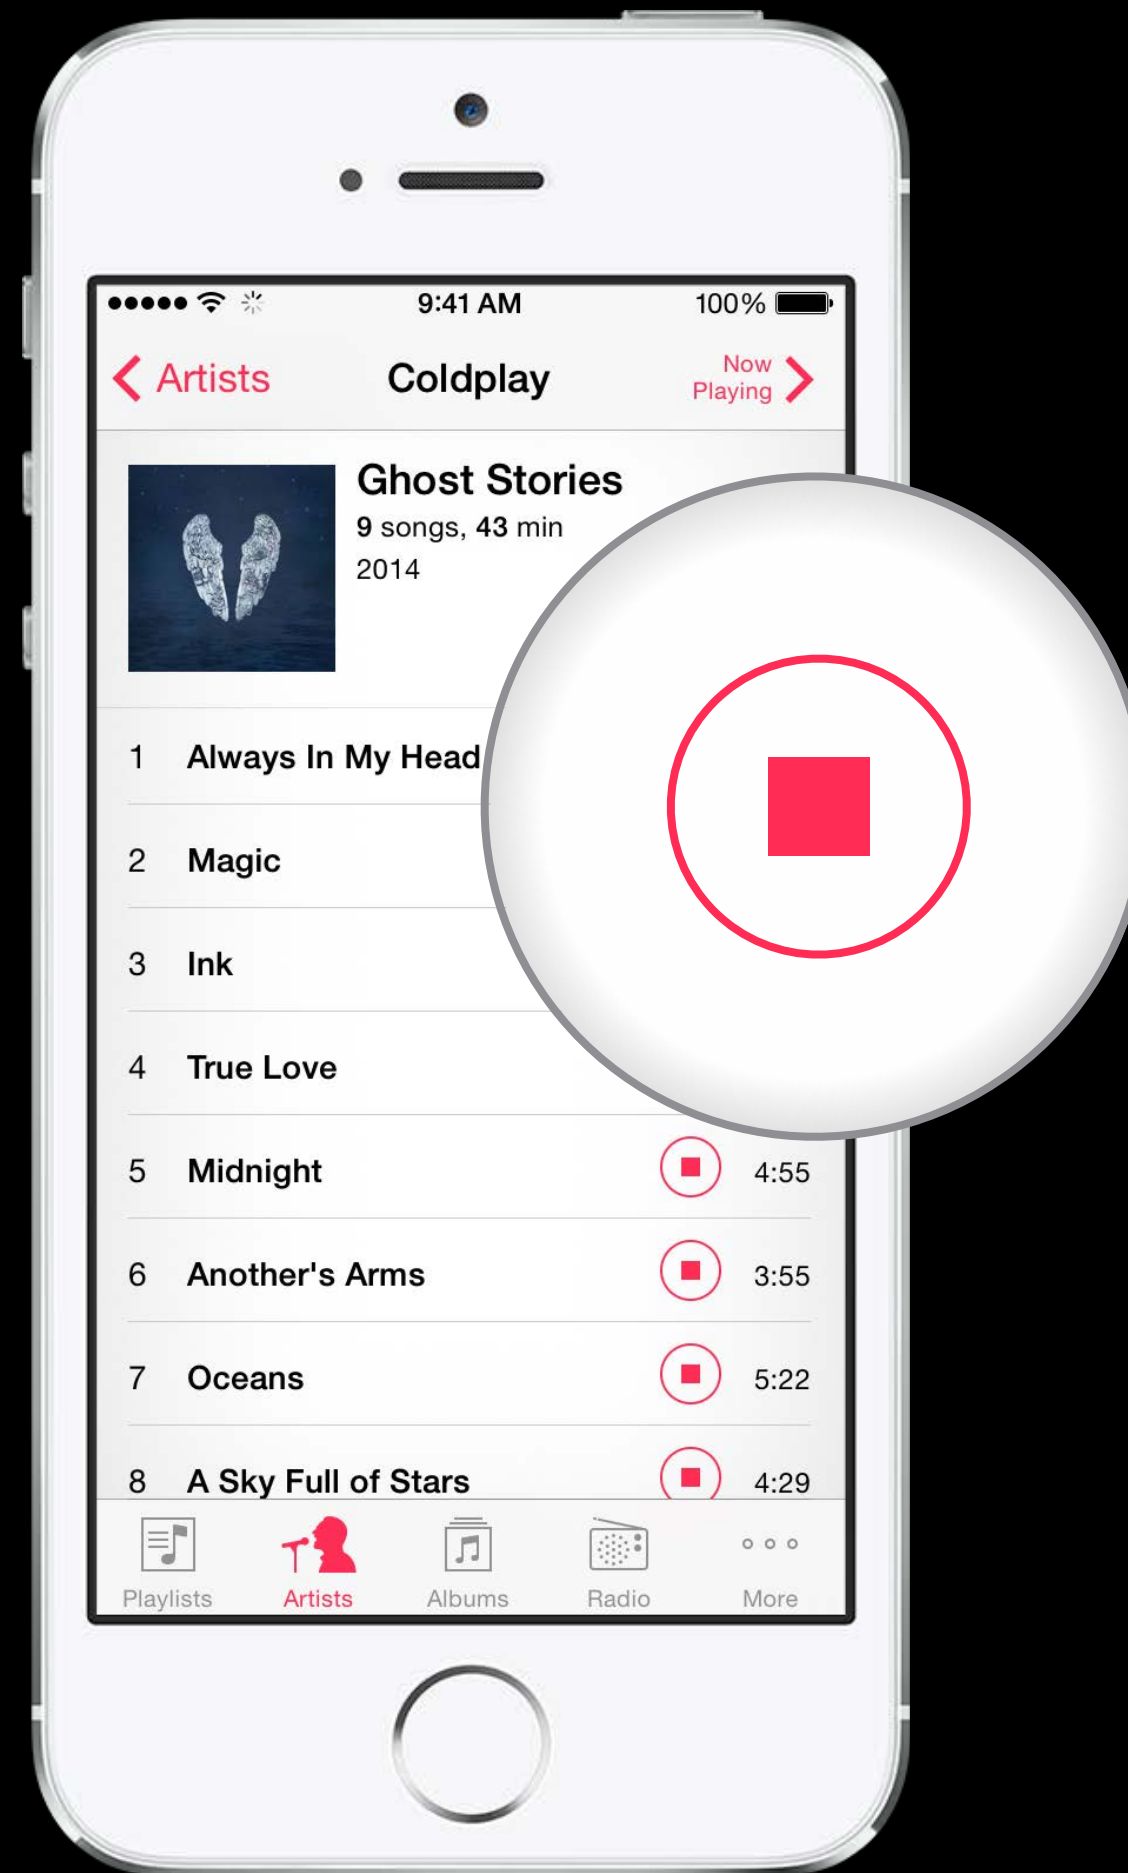 9:41 AM 100%
Artists Coldplay Now Playing
Ghost Stories
9 songs, 43 min
2014
1 Always In My Head
2 Magic
3 Ink
4 True Love
5 Midnight 4:55
6 Another's Arms 3:55
7 Oceans 5:22
8 A Sky Full of Stars 4:29
Playlists Artists Albums Radio More